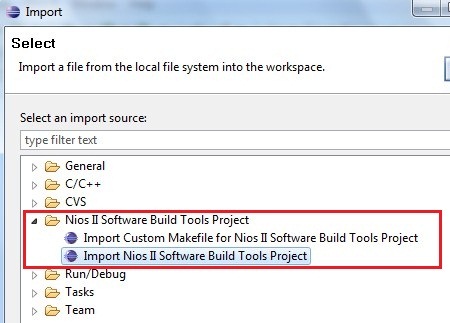 Import
Select
Import a file from the local file system into the workspace.
Select an import source:
type filter text
General
C/C++
CVS
Nios II Software Build Tools Project
Import Custom Makefile for Nios II Software Build Tools Project
Import Nios II Software Build Tools Project
Run/Debug
Tasks
Team